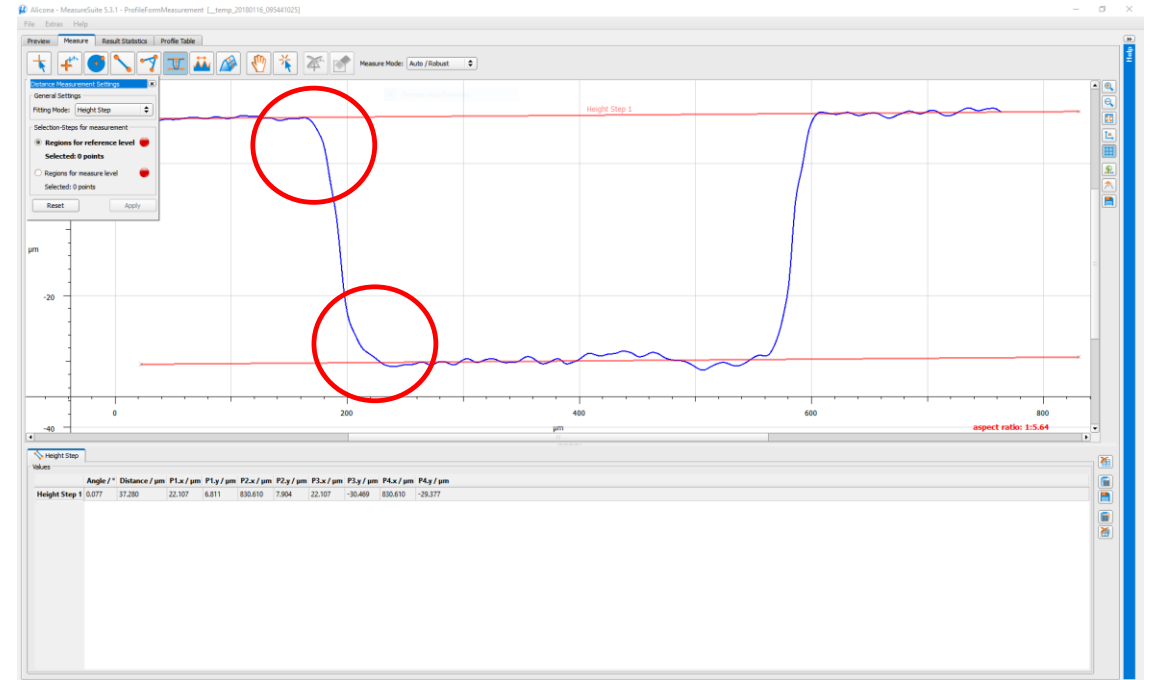 Alicona - MeasureSuite 5.3.1 - ProfileFormMeasurement [__temp_20180116_095441025]
File Extras Help
Preview Measure Result Statistics Profile Table
Measure Mode: Auto / Robust
Distance Measurement Settings
General Settings
Fitting Mode: Height Step
Selection-Steps for measurement
Regions for reference level
Selected: 0 points
Regions for measure level
Selected: 0 points
Reset Apply
Height Step 1
µm
-20
0 200 400 600 800
µm
-40
aspect ratio: 1:5.64
Help
Height Step
Values
Angle / ° Distance / µm P1.x / µm P1.y / µm P2.x / µm P2.y / µm P3.x / µm P3.y / µm P4.x / µm P4.y / µm
Height Step 1 0.077 37.280 22.107 6.811 830.610 7.904 22.107 -30.469 830.610 -29.377